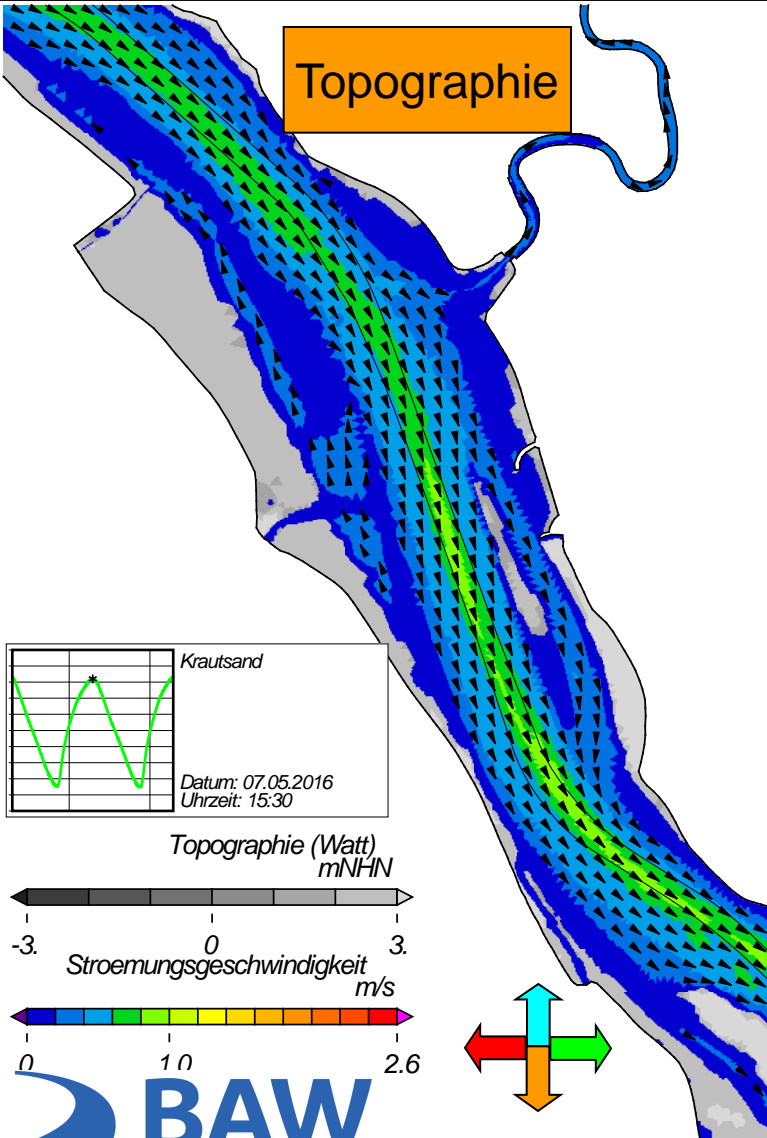 Topographie
Krautsand
Datum: 07.05.2016
Uhrzeit: 15:30
Topographie (Watt)
mNHN
-3. 0 3.
Stroemungsgeschwindigkeit
m/s
0 1.0 2.6
BAW